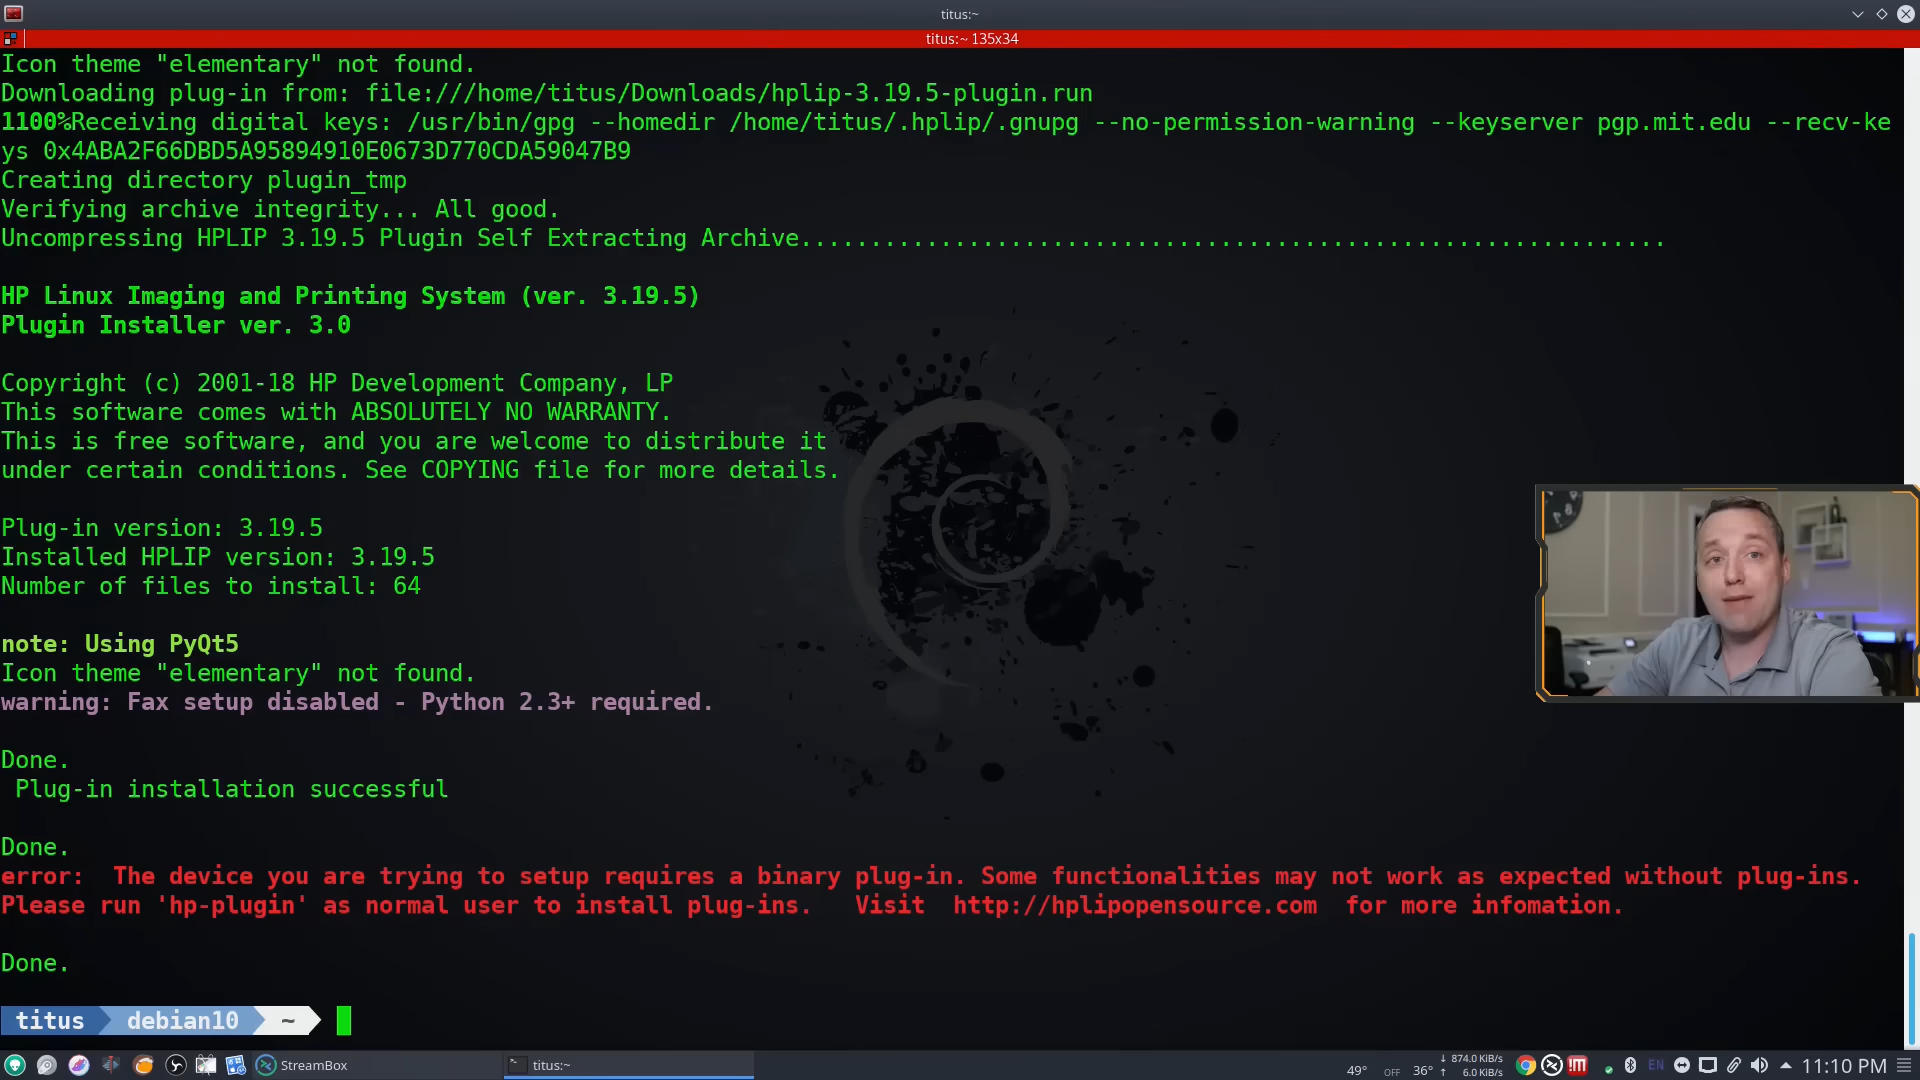 titus:~
titus:~ 135x34
Icon theme "elementary" not found.
Downloading plug-in from: file:///home/titus/Downloads/hplip-3.19.5-plugin.run
1100%Receiving digital keys: /usr/bin/gpg --homedir /home/titus/.hplip/.gnupg --no-permission-warning --keyserver pgp.mit.edu --recv-ke
ys 0x4ABA2F66DBD5A95894910E0673D770CDA59047B9
Creating directory plugin_tmp
Verifying archive integrity... All good.
Uncompressing HPLIP 3.19.5 Plugin Self Extracting Archive..............................................................
HP Linux Imaging and Printing System (ver. 3.19.5)
Plugin Installer ver. 3.0
Copyright (c) 2001-18 HP Development Company, LP
This software comes with ABSOLUTELY NO WARRANTY.
This is free software, and you are welcome to distribute it
under certain conditions. See COPYING file for more details.
Plug-in version: 3.19.5
Installed HPLIP version: 3.19.5
Number of files to install: 64
note: Using PyQt5
Icon theme "elementary" not found.
warning: Fax setup disabled - Python 2.3+ required.
Done.
Plug-in installation successful
Done.
error:  The device you are trying to setup requires a binary plug-in. Some functionalities may not work as expected without plug-ins.
Please run 'hp-plugin' as normal user to install plug-ins.   Visit  http://hplipopensource.com  for more infomation.
Done.
titus debian10 ~
StreamBox
titus:~
49° OFF 36° ↓ 874.0 KiB/s
↑ 6.0 KiB/s
EN
11:10 PM